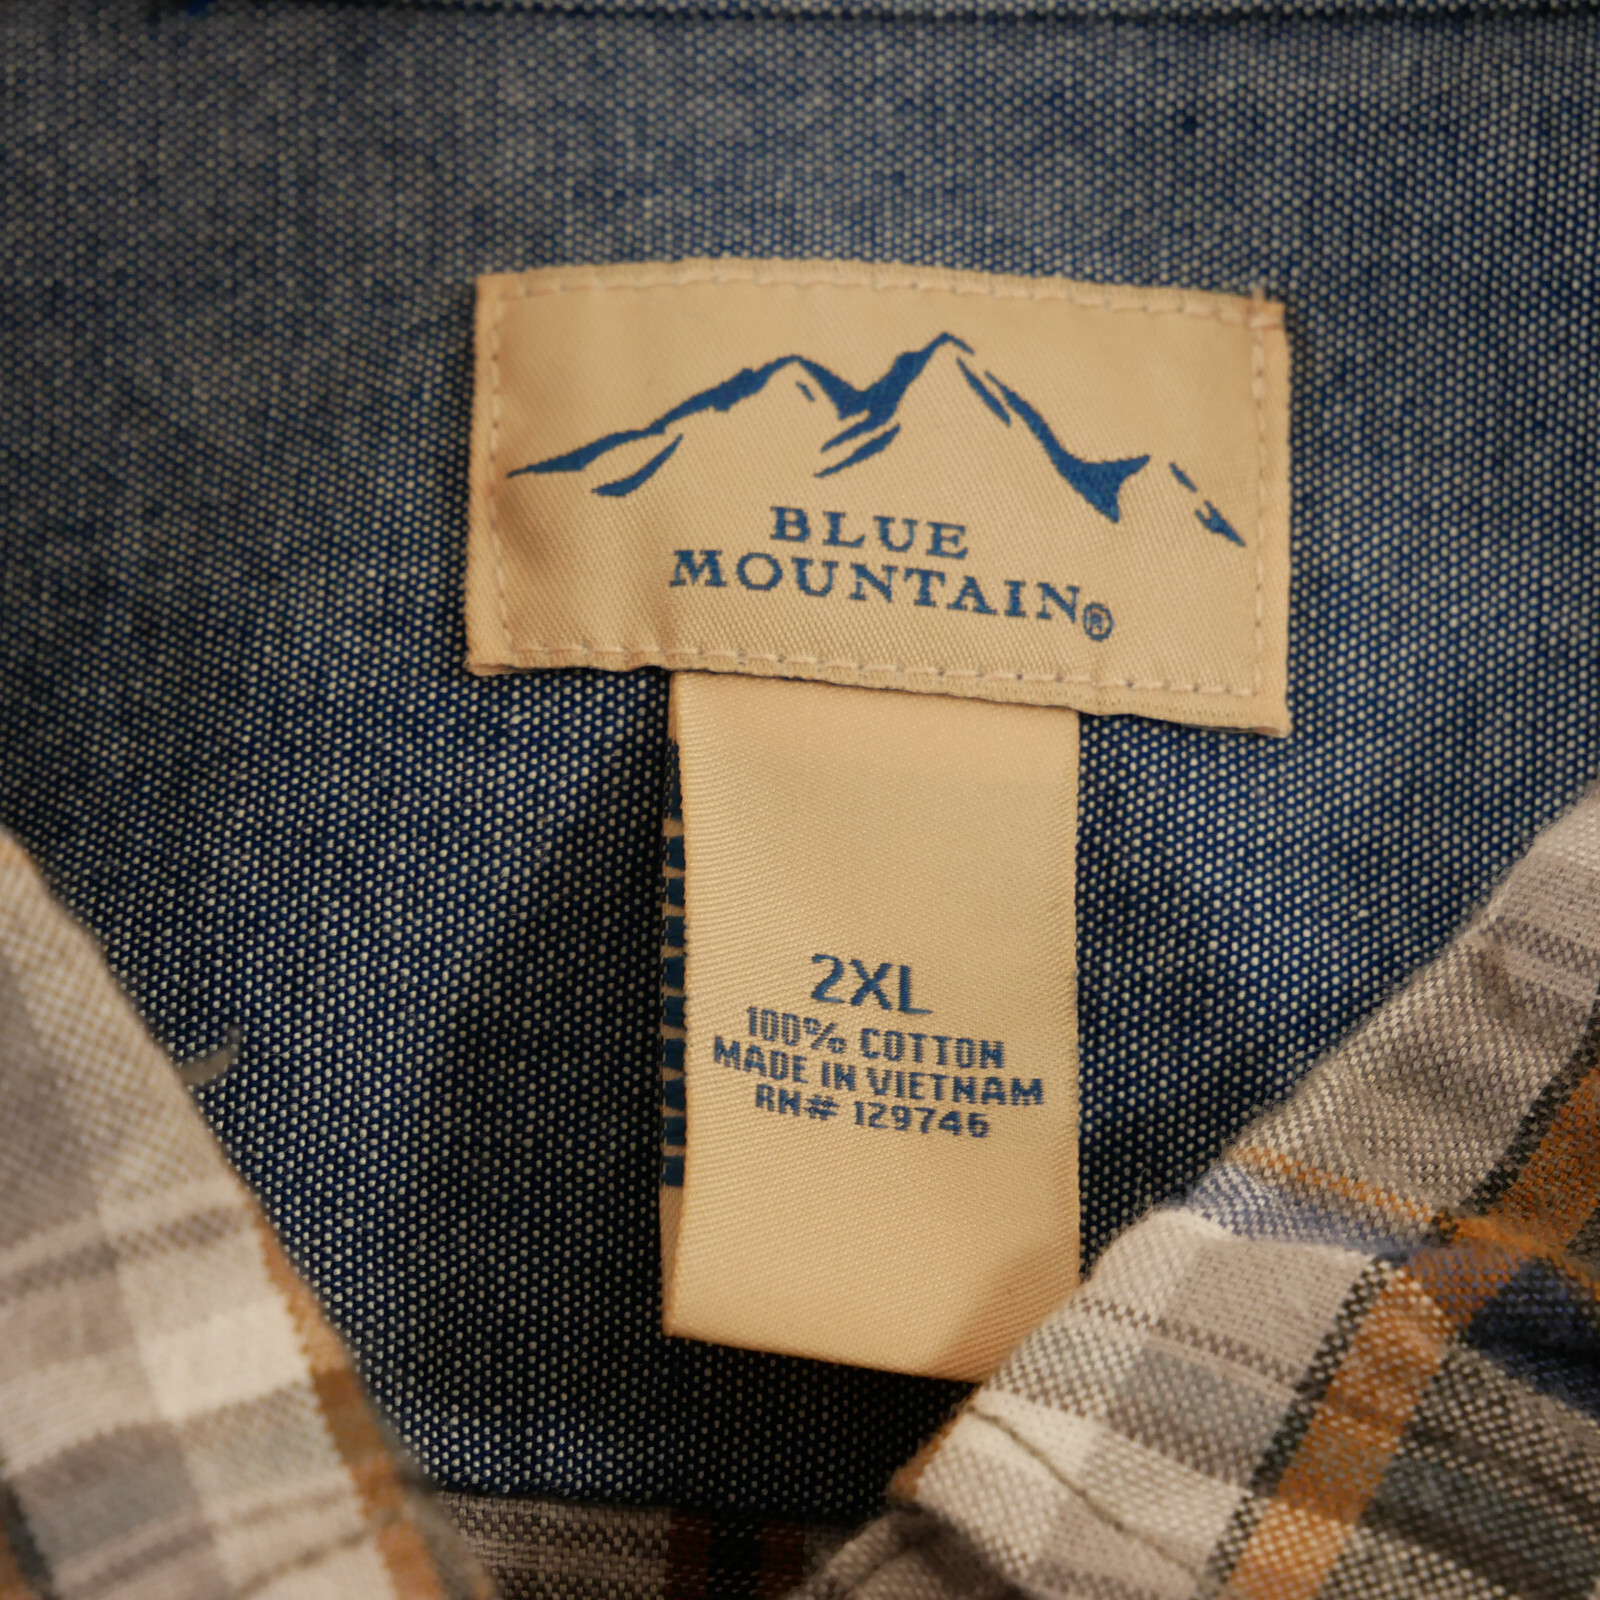 BLUE
MOUNTAIN®
2XL
100% COTTON
MADE IN VIETNAM
RN# 129746